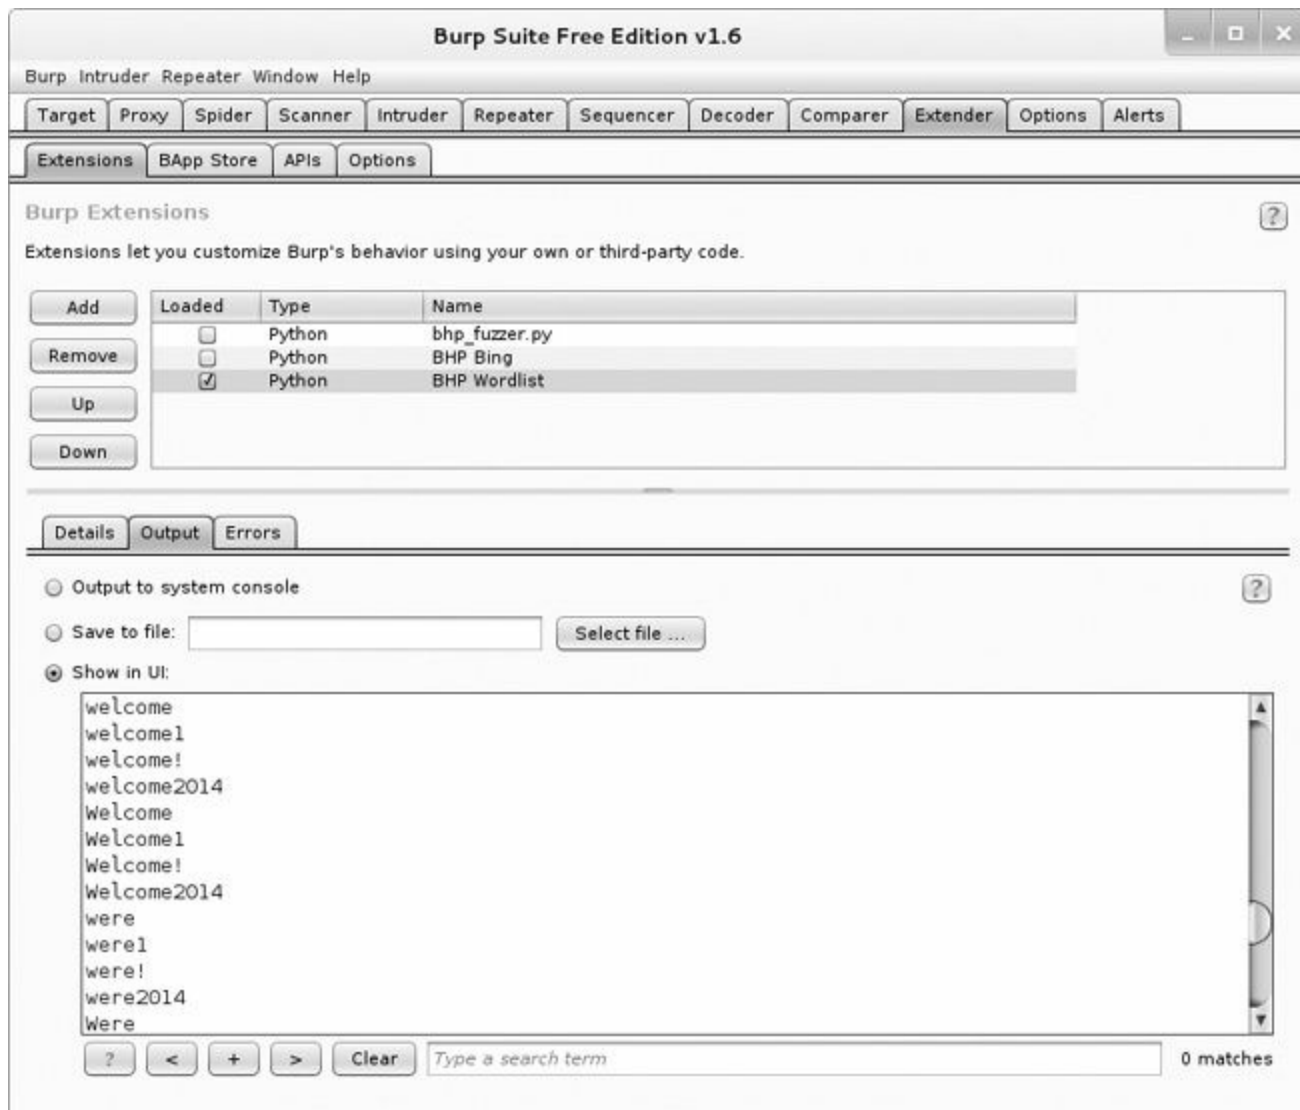 Burp Suite Free Edition v1.6
Burp Intruder Repeater Window Help
Target Proxy Spider Scanner Intruder Repeater Sequencer Decoder Comparer Extender Options Alerts
Extensions BApp Store APIs Options
Burp Extensions
?
Extensions let you customize Burp's behavior using your own or third-party code.
Add
Remove
Up
Down
Loaded Type Name
Python bhp_fuzzer.py
Python BHP Bing
Python BHP Wordlist
Details Output Errors
Output to system console
?
Save to file: Select file ...
Show in UI:
welcome
welcome1
welcome!
welcome2014
Welcome
Welcome1
Welcome!
Welcome2014
were
were1
were!
were2014
Were
? < + > Clear Type a search term 0 matches